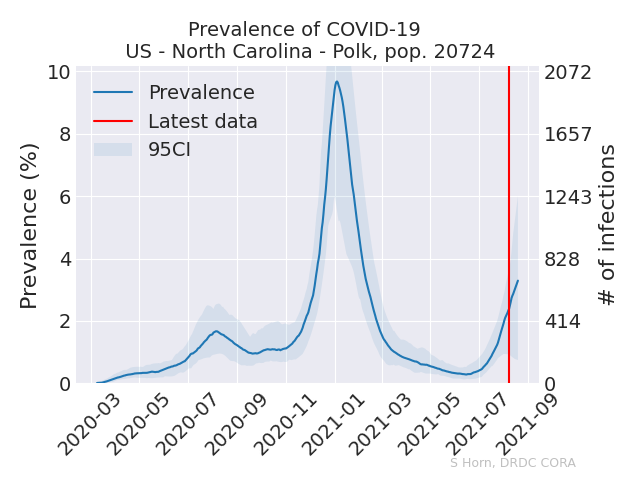 Prevalence of COVID-19
US - North Carolina - Polk, pop. 20724
Prevalence
Latest data
95CI
Prevalence (%)
10
8
6
4
2
0
2072
1657
1243
828
414
0
# of infections
2020-03
2020-05
2020-07
2020-09
2020-11
2021-01
2021-03
2021-05
2021-07
2021-09
S Horn, DRDC CORA